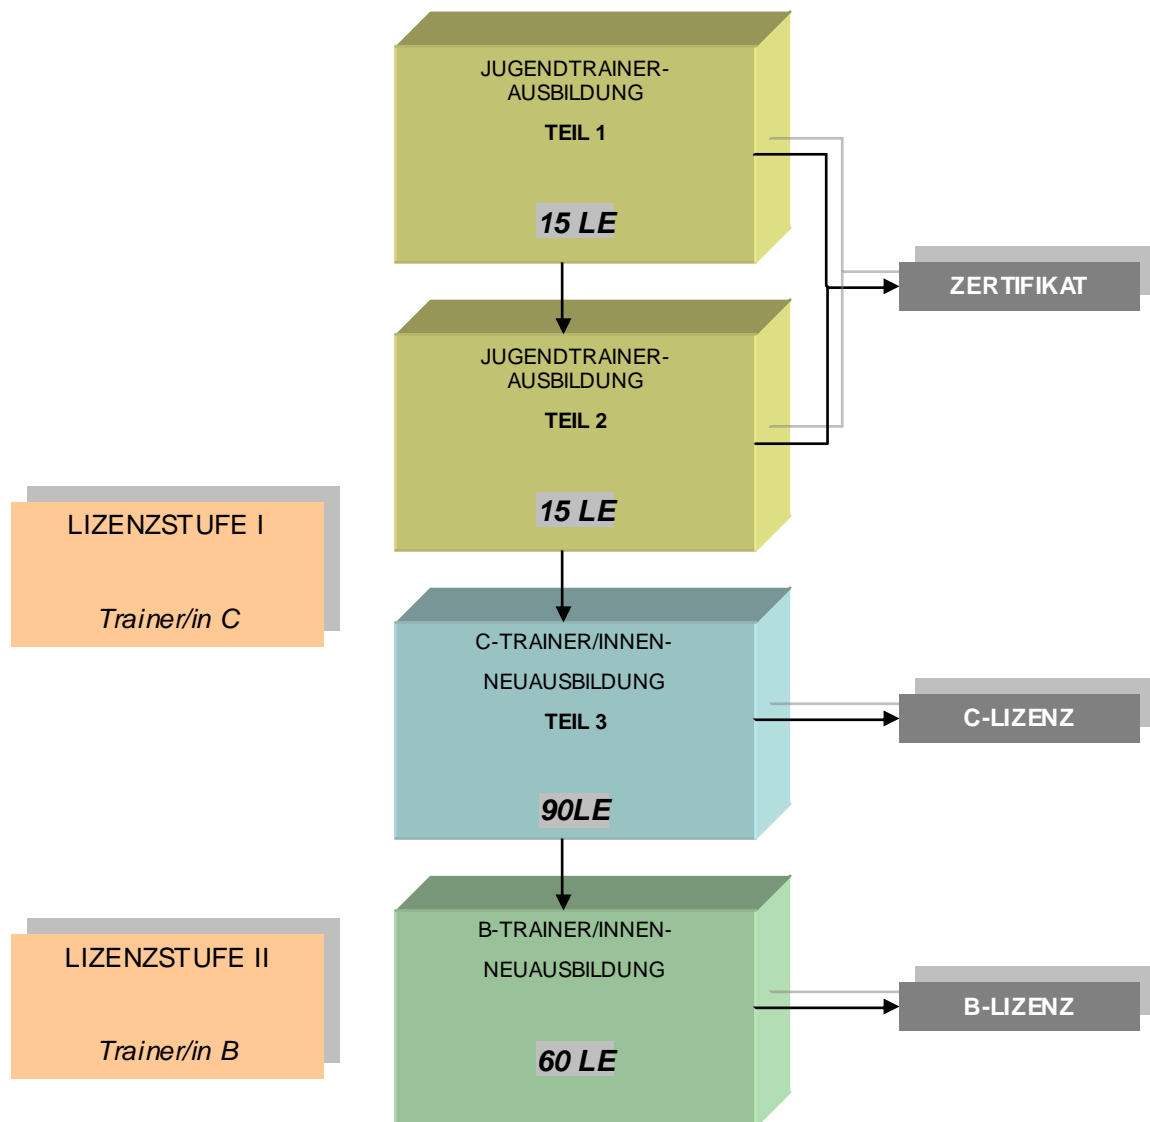 JUGENDTRAINER-
AUSBILDUNG
TEIL 1
15 LE
ZERTIFIKAT
JUGENDTRAINER-
AUSBILDUNG
TEIL 2
15 LE
LIZENZSTUFE I
Trainer/in C
C-TRAINER/INNEN-
NEUAUSBILDUNG
TEIL 3
90LE
C-LIZENZ
LIZENZSTUFE II
Trainer/in B
B-TRAINER/INNEN-
NEUAUSBILDUNG
60 LE
B-LIZENZ